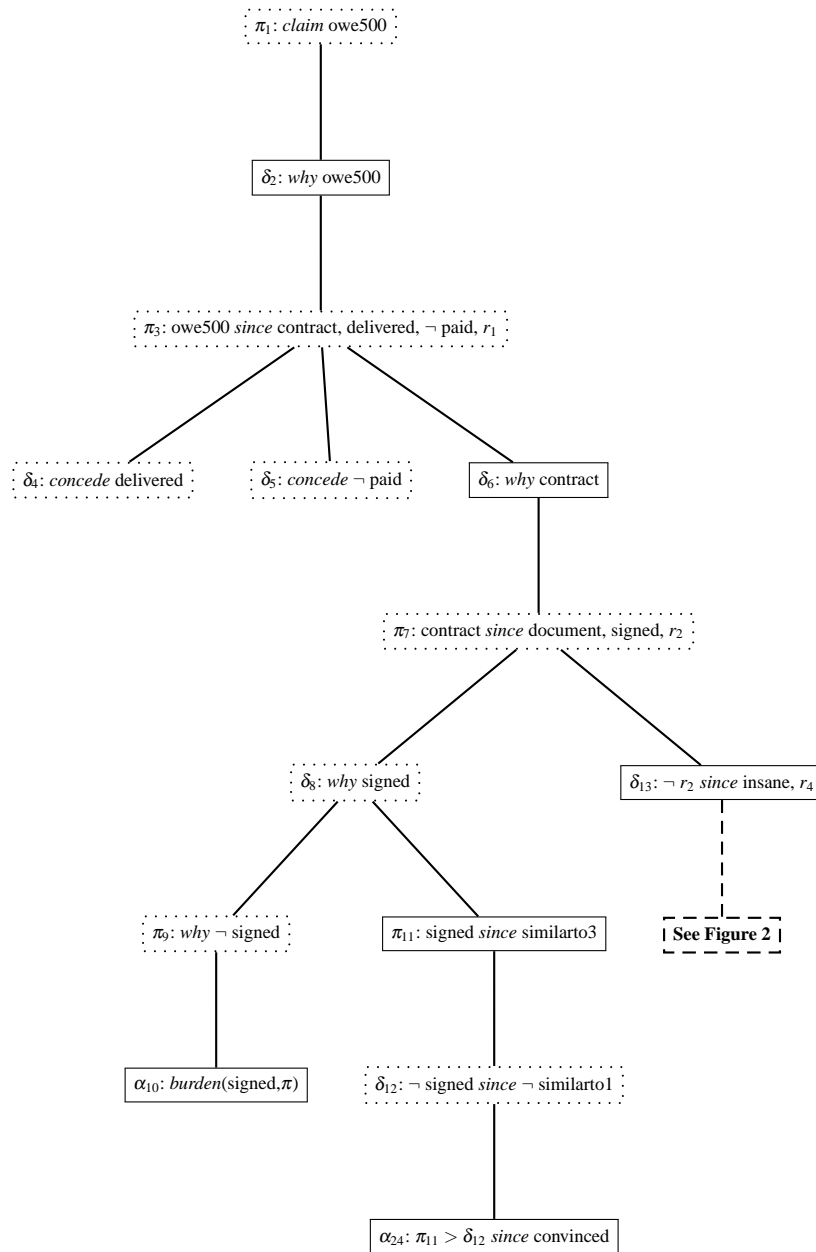 π1: claim owe500
δ2: why owe500
π3: owe500 since contract, delivered, ¬ paid, r1
δ4: concede delivered
δ5: concede ¬ paid
δ6: why contract
π7: contract since document, signed, r2
δ8: why signed
δ13: ¬ r2 since insane, r4
π9: why ¬ signed
π11: signed since similarto3
See Figure 2
α10: burden(signed,π)
δ12: ¬ signed since ¬ similarto1
α24: π11 > δ12 since convinced